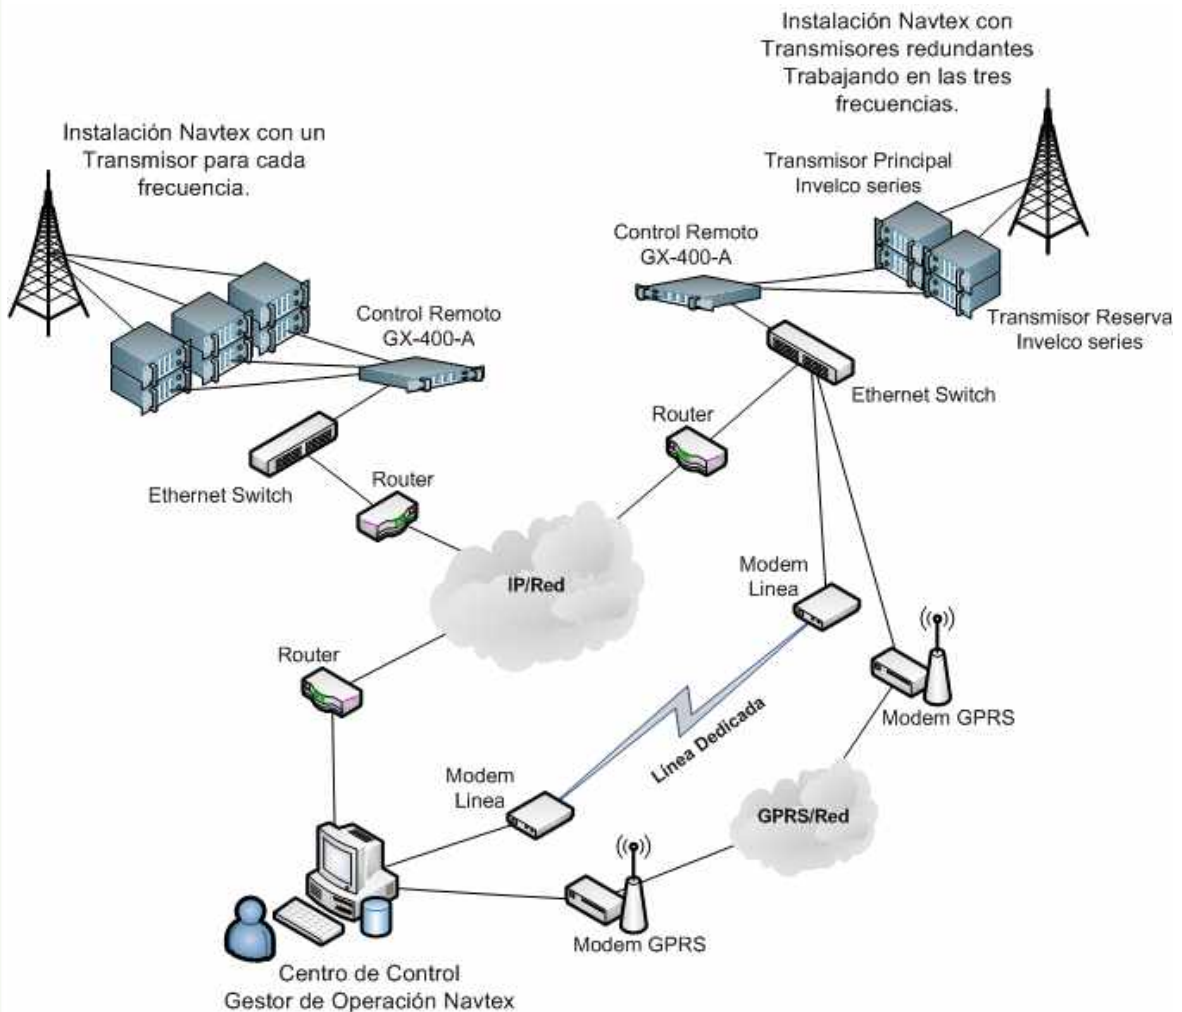 Instalación Navtex con
Transmisores redundantes
Trabajando en las tres
frecuencias.
Instalación Navtex con un
Transmisor para cada
frecuencia.
Transmisor Principal
Invelco series
Control Remoto
GX-400-A
Control Remoto
GX-400-A
Transmisor Reserva
Invelco series
Ethernet Switch
Router
Router
Ethernet Switch
IP/Red
Modem
Linea
Router
Modem GPRS
Línea Dedicada
Modem
Linea
GPRS/Red
Modem GPRS
Centro de Control
Gestor de Operación Navtex